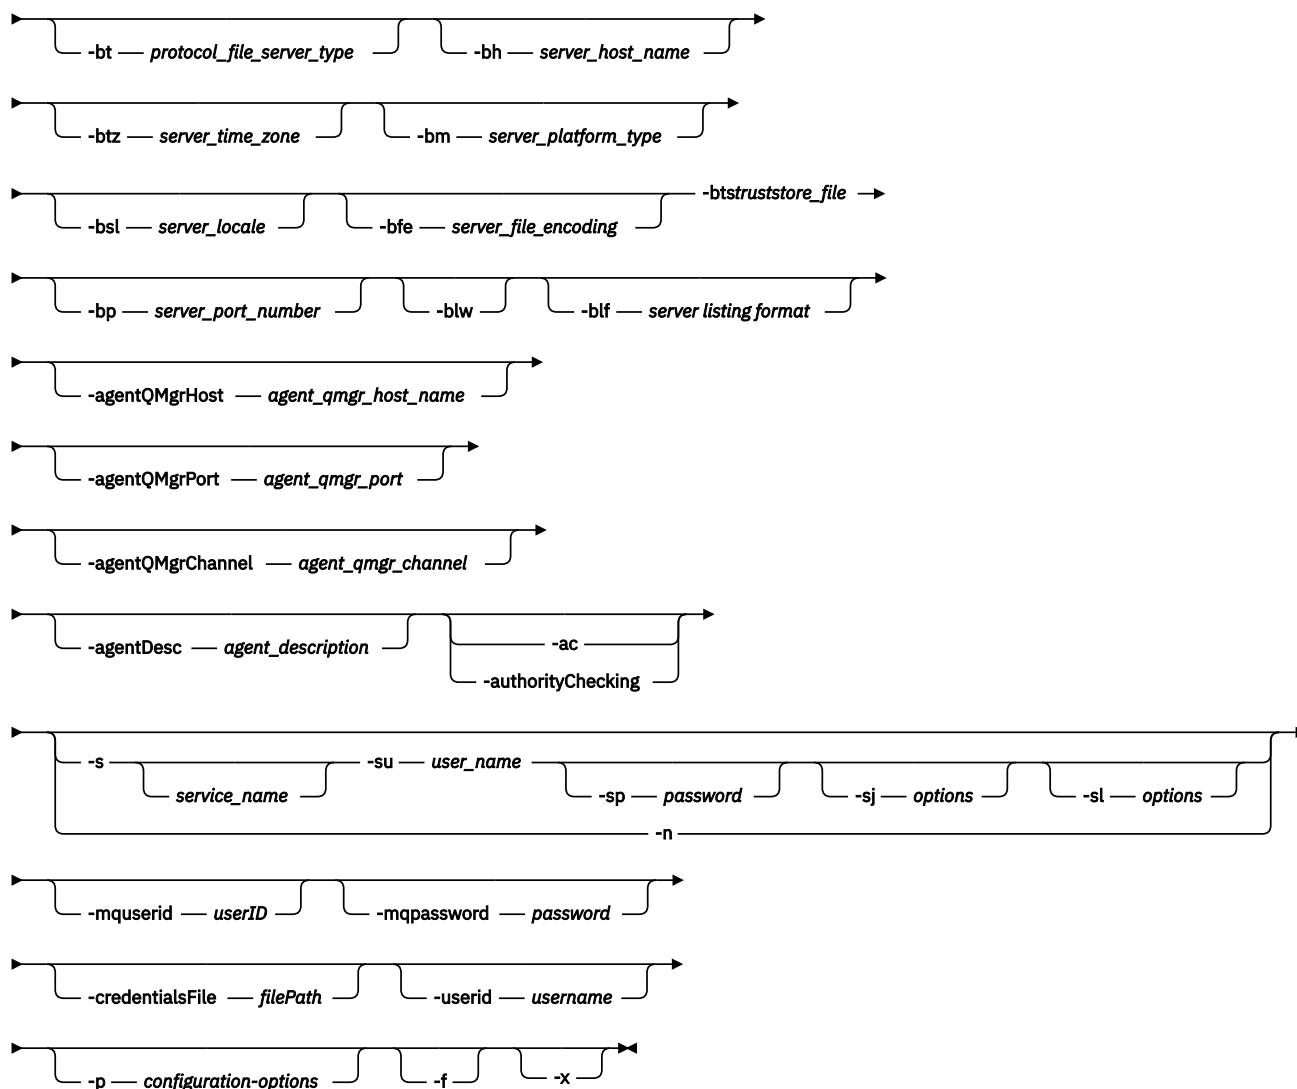 -bt protocol_file_server_type -bh server_host_name
-btz server_time_zone -bm server_platform_type
-btstruststore_file
-bsl server_locale -bfe server_file_encoding
-bp server_port_number -blw -blf server listing format
-agentQMgrHost agent_qmgr_host_name
-agentQMgrPort agent_qmgr_port
-agentQMgrChannel agent_qmgr_channel
-agentDesc agent_description -ac
-authorityChecking
-s -su user_name
service_name -sp password -sj options -sl options
-n
-mquserid userID -mqpassword password
-credentialsFile filePath -userid username
-p configuration-options -f -x